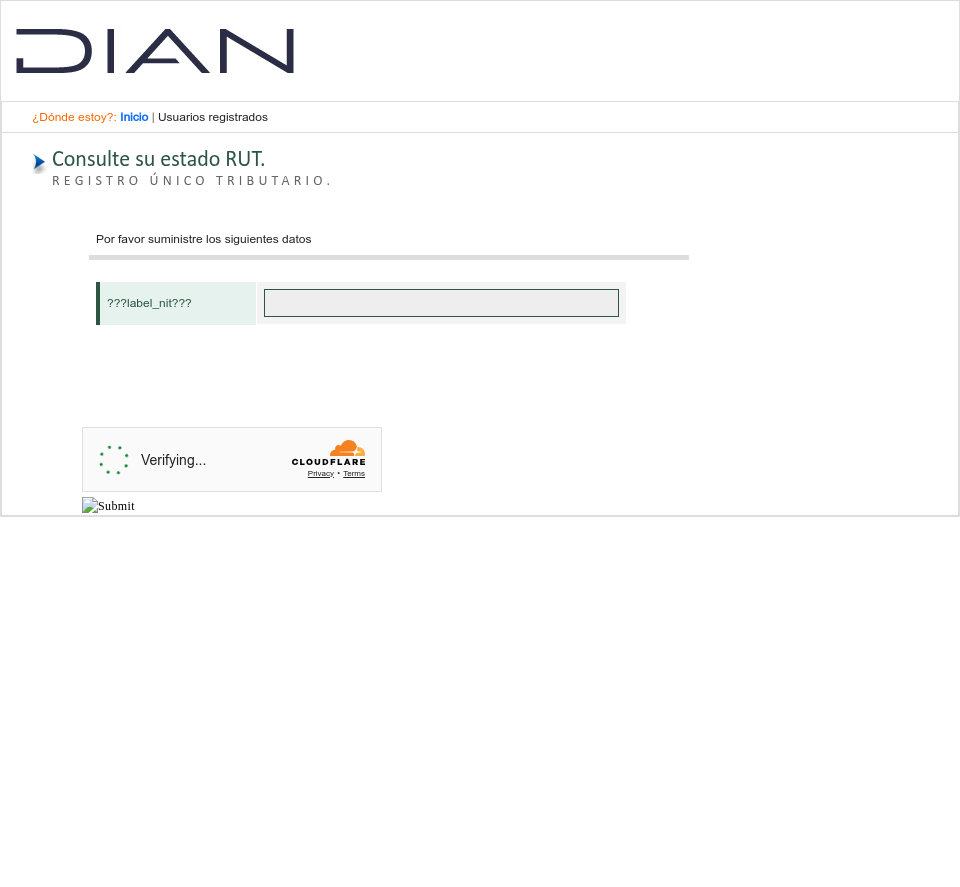 DIAN
¿Dónde estoy?: Inicio | Usuarios registrados
Consulte su estado RUT.
REGISTRO ÚNICO TRIBUTARIO.
Por favor suministre los siguientes datos
???label_nit???
Verifying...
CLOUDFLARE
Privacy • Terms
Submit